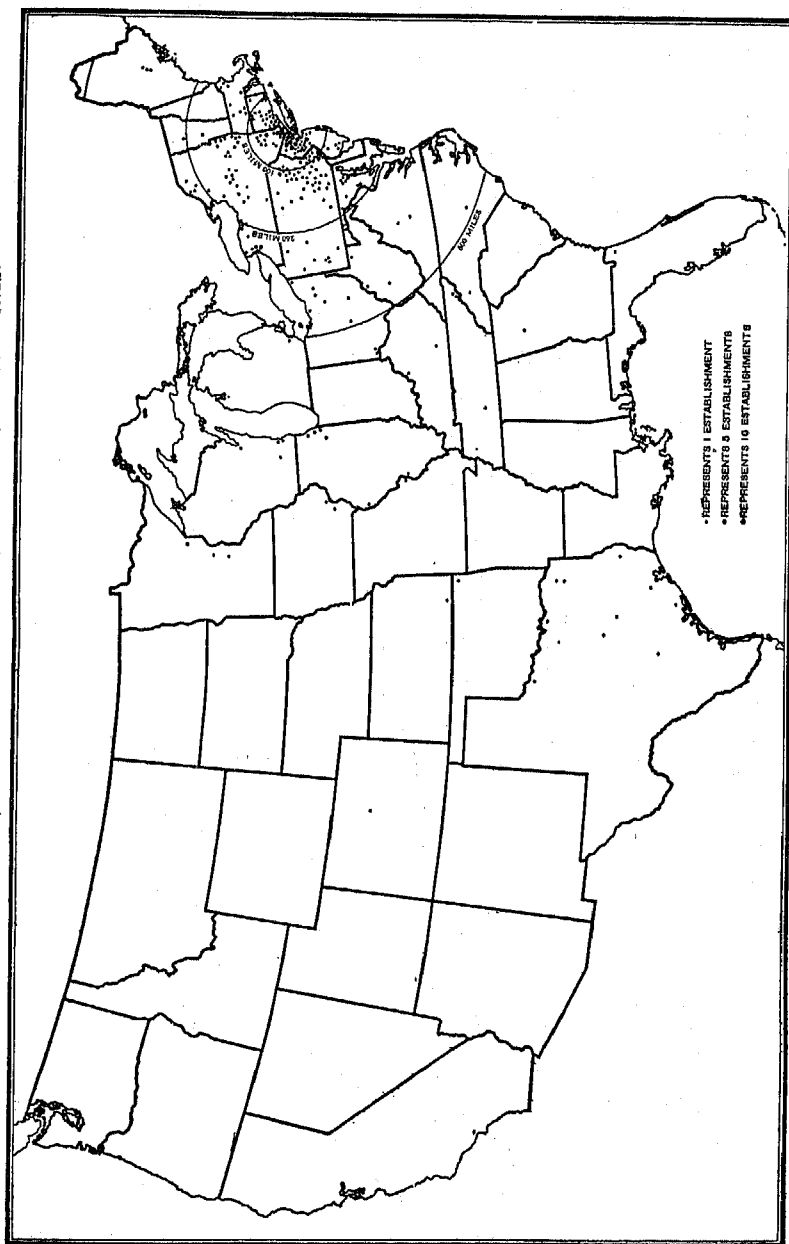 100 MILES
250 MILES
500 MILES
• REPRESENTS 1 ESTABLISHMENT
• REPRESENTS 5 ESTABLISHMENTS
• REPRESENTS 10 ESTABLISHMENTS